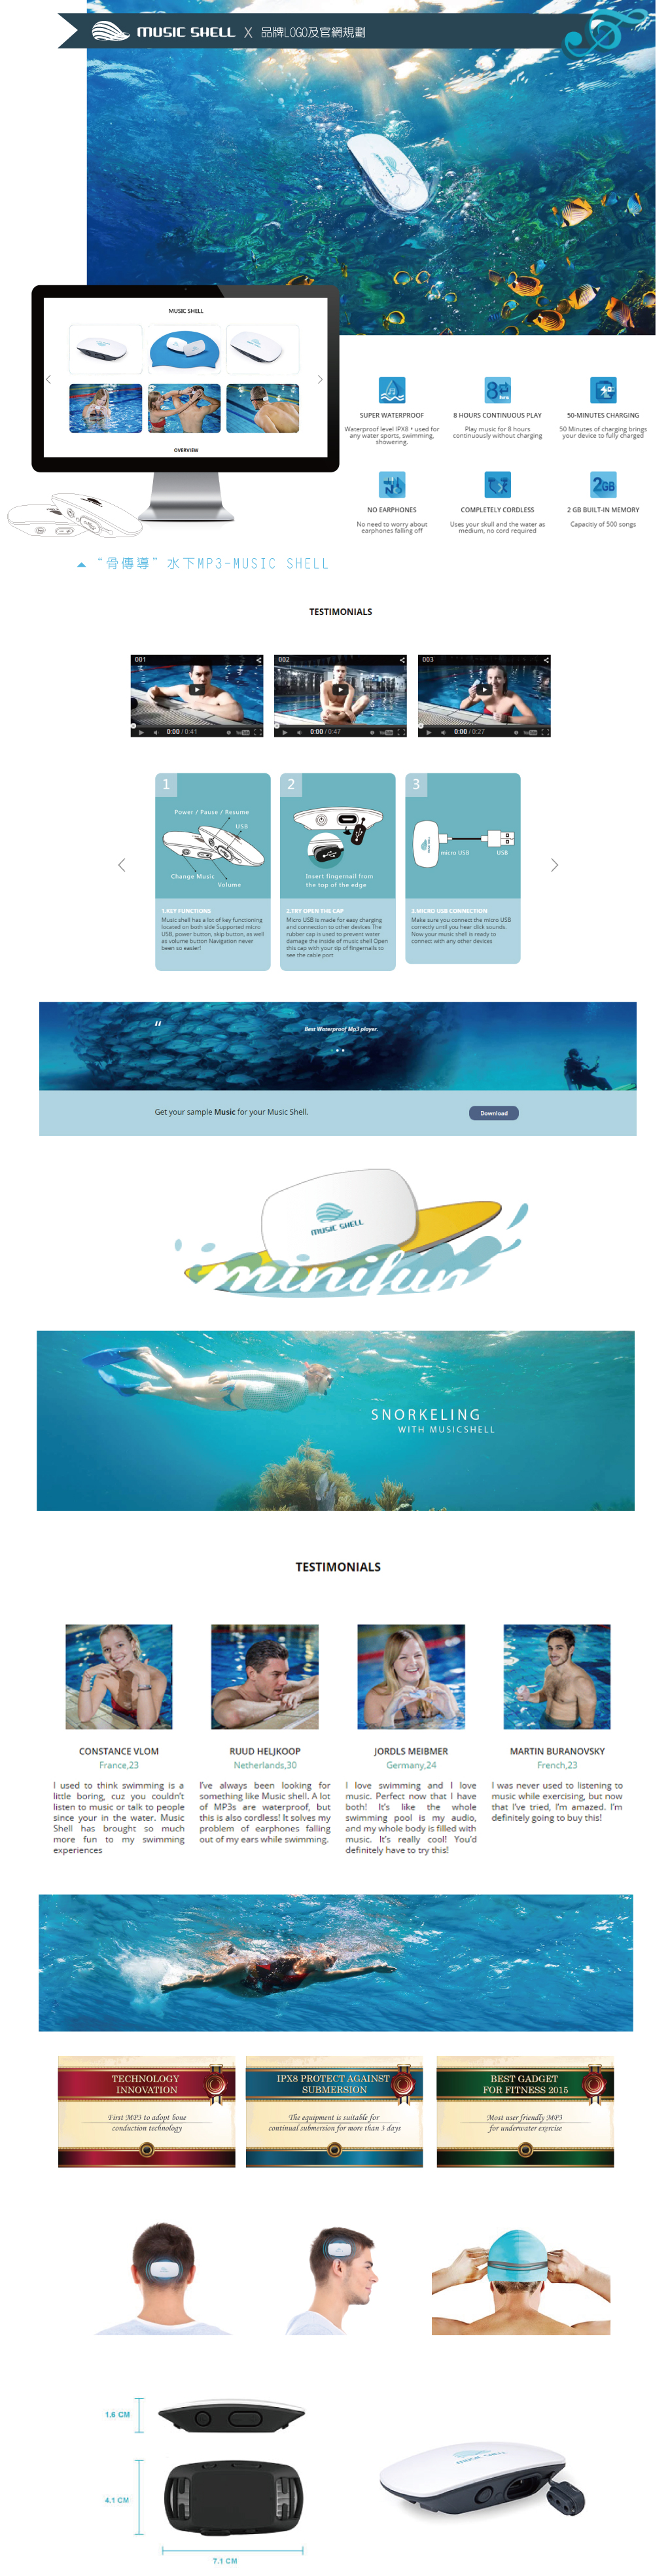 MUSIC SHELL X 品牌LOGO及官網規劃
MUSIC SHELL
MUSIC SHELL
OVERVIEW
SUPER WATERPROOF
Waterproof level IPX8 • used for
any water sports, swimming,
showering.
8 HOURS CONTINUOUS PLAY
Play music for 8 hours
continuously without charging
50-MINUTES CHARGING
50 Minutes of charging brings
your device to fully charged
NO EARPHONES
No need to worry about
earphones falling off
COMPLETELY CORDLESS
Uses your skull and the water as
medium, no cord required
2GB
2 GB BUILT-IN MEMORY
Capacitiy of 500 songs
▲ “骨傳導” 水下MP3-MUSIC SHELL
TESTIMONIALS
001
0:00 / 0:41
002
0:00 / 0:47
003
0:00 / 0:27
1
Power / Pause / Resume
USB
Change Music
Volume
1.KEY FUNCTIONS
Music shell has a lot of key functioning
located on both side Supported micro
USB, power button, skip button, as well
as volume button Navigation never
been so easier!
2
Insert fingernail from
the top of the edge
2.TRY OPEN THE CAP
Micro USB is made for easy charging
and connection to other devices The
rubber cap is used to prevent water
damage the inside of music shell Open
this cap with your tip of fingernails to
see the cable port
3
micro USB
USB
3.MICRO USB CONNECTION
Make sure you connect the micro USB
correctly until you hear click sounds.
Now your music shell is ready to
connect with any other devices
“
Best Waterproof Mp3 player.
Get your sample Music for your Music Shell.
Download
MUSIC SHELL
minifun
SNORKELING
WITH MUSICSHELL
TESTIMONIALS
CONSTANCE VLOM
France,23
I used to think swimming is a
little boring, cuz you couldn't
listen to music or talk to people
since your in the water. Music
Shell has brought so much
more fun to my swimming
experiences
RUUD HELJKOOP
Netherlands,30
I've always been looking for
something like Music shell. A lot
of MP3s are waterproof, but
this is also cordless! It solves my
problem of earphones falling
out of my ears while swimming.
JORDLS MEIBMER
Germany,24
I love swimming and I love
music. Perfect now that I have
both! It's like the whole
swimming pool is my audio,
and my whole body is filled with
music. It's really cool! You'd
definitely have to try this!
MARTIN BURANOVSKY
French,23
I was never used to listening to
music while exercising, but now
that I've tried, I'm amazed. I'm
definitely going to buy this!
TECHNOLOGY
INNOVATION
First MP3 to adopt bone
conduction technology
IPX8 PROTECT AGAINST
SUBMERSION
The equipment is suitable for
continual submersion for more than 3 days
BEST GADGET
FOR FITNESS 2015
Most user friendly MP3
for underwater exercise
1.6 CM
4.1 CM
7.1 CM
MUSIC SHELL